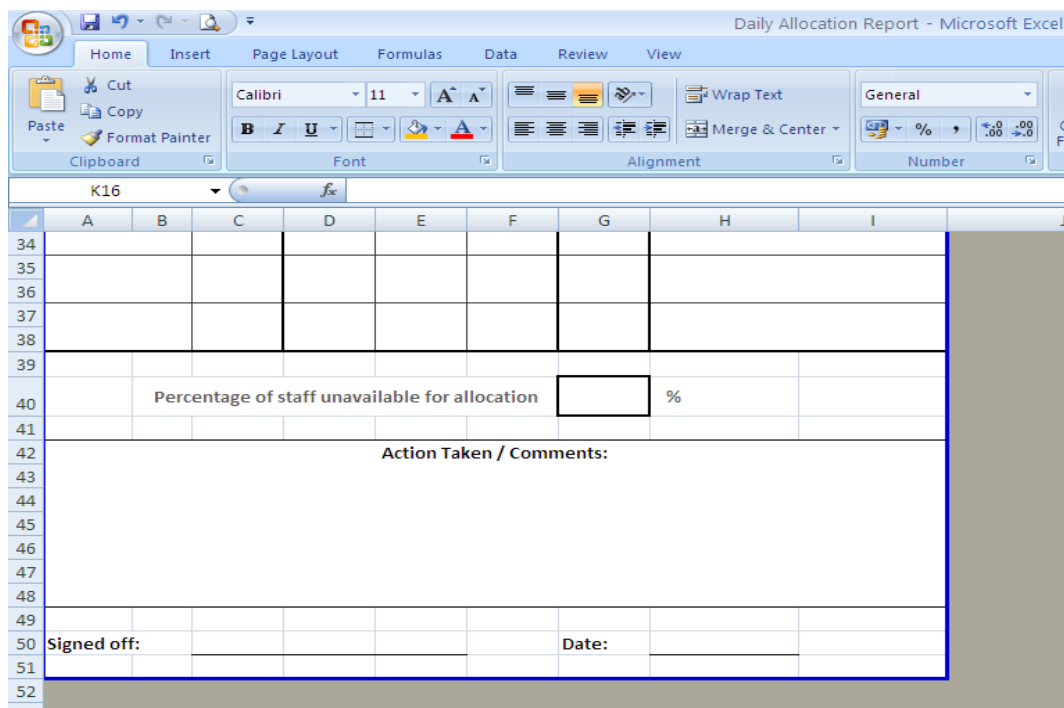 Daily Allocation Report - Microsoft Excel
Home Insert Page Layout Formulas Data Review View
Cut
Copy
Format Painter
Paste
Calibri 11 A A
B I U A
Wrap Text
Merge & Center
General
% , .00 .00
Clipboard Font Alignment Number
K16 fx
A B C D E F G H I
34
35
36
37
38
39
40 Percentage of staff unavailable for allocation %
41
42 Action Taken / Comments:
43
44
45
46
47
48
49
50 Signed off: Date:
51
52